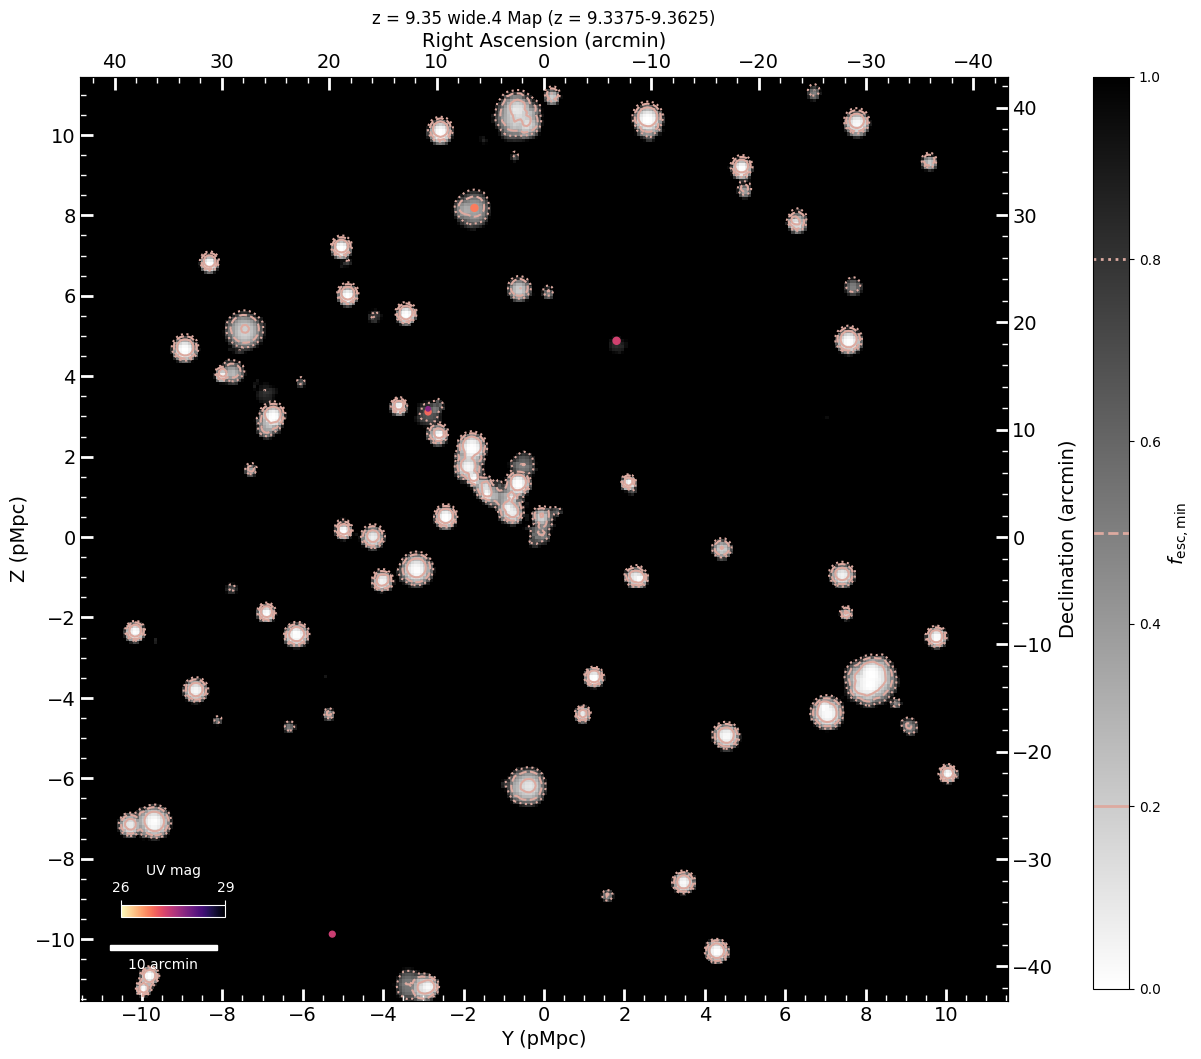 z = 9.35 wide.4 Map (z = 9.3375-9.3625)
Right Ascension (arcmin)
40 30 20 10 0 −10 −20 −30 −40
10 8 6 4 2 0 −2 −4 −6 −8 −10
Z (pMpc)
40 30 20 10 0 −10 −20 −30 −40
Declination (arcmin)
1.0 0.8 0.6 0.4 0.2 0.0
fesc,min
UV mag
26 29
10 arcmin
−10 −8 −6 −4 −2 0 2 4 6 8 10
Y (pMpc)